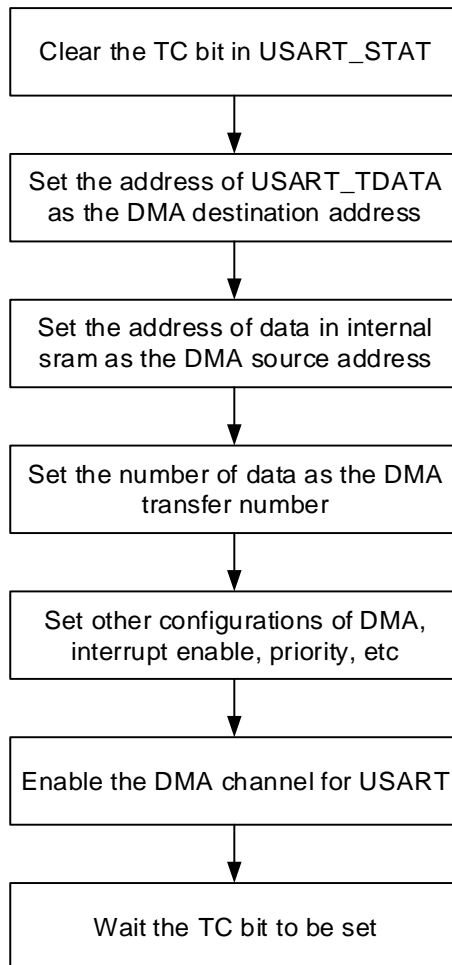 Clear the TC bit in USART_STAT
Set the address of USART_TDATA
as the DMA destination address
Set the address of data in internal
sram as the DMA source address
Set the number of data as the DMA
transfer number
Set other configurations of DMA,
interrupt enable, priority, etc
Enable the DMA channel for USART
Wait the TC bit to be set